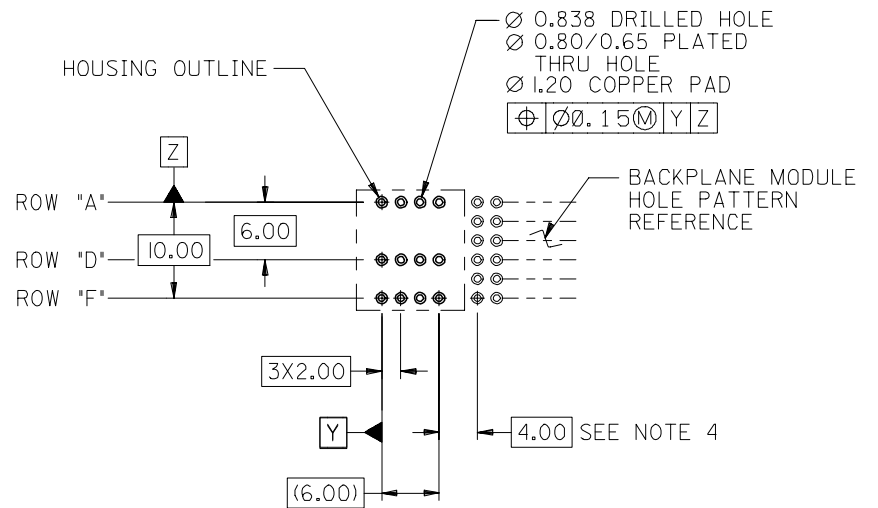 Ø 0.838 DRILLED HOLE
Ø 0.80/0.65 PLATED
THRU HOLE
Ø 1.20 COPPER PAD
⌖ Ø0.15Ⓜ Y Z
HOUSING OUTLINE
BACKPLANE MODULE
HOLE PATTERN
REFERENCE
Z
ROW "A"
6.00
10.00
ROW "D"
ROW "F"
3X2.00
Y
4.00 SEE NOTE 4
(6.00)